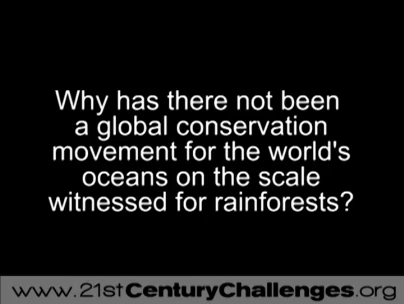 Why has there not been
a global conservation
movement for the world's
oceans on the scale
witnessed for rainforests?
www.21stCenturyChallenges.org